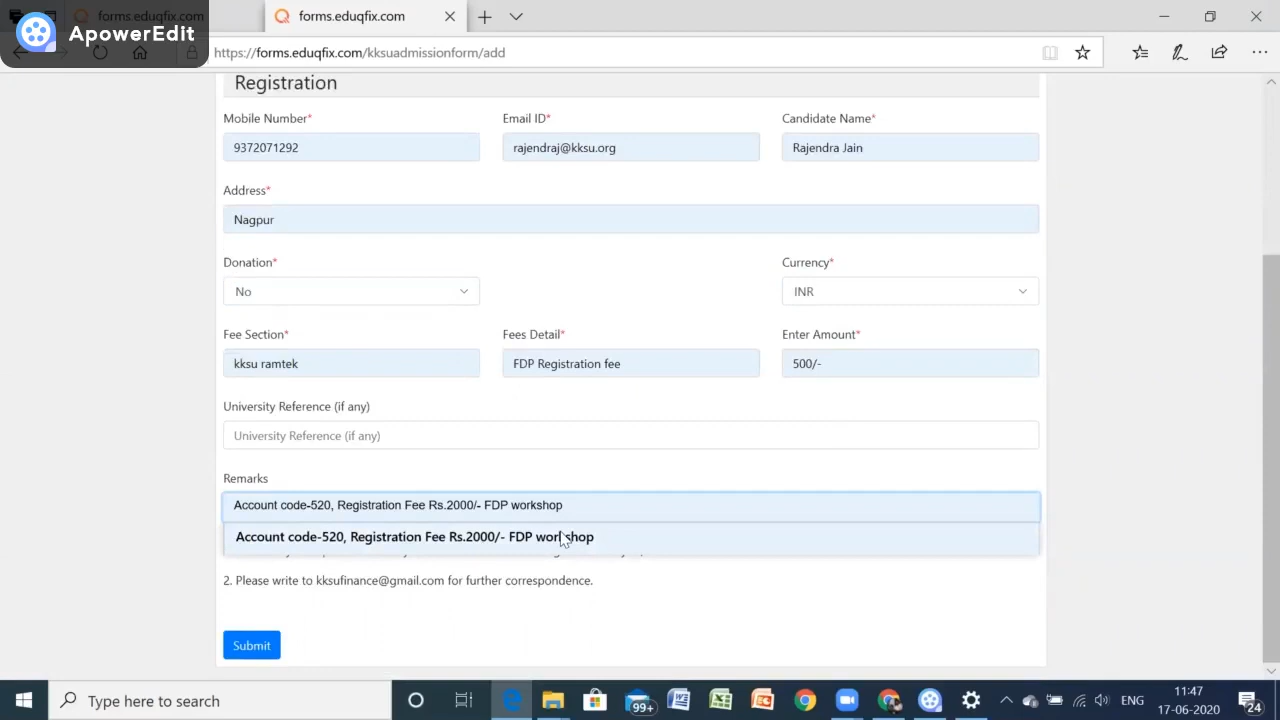 forms.eduqfix.com
forms.eduqfix.com
ApowerEdit
https://forms.eduqfix.com/kksuadmissionform/add
Registration
Mobile Number* Email ID* Candidate Name*
9372071292 rajendraj@kksu.org Rajendra Jain
Address*
Nagpur
Donation* Currency*
No INR
Fee Section* Fees Detail* Enter Amount*
kksu ramtek FDP Registration fee 500/-
University Reference (if any)
University Reference (if any)
Remarks
Account code-520, Registration Fee Rs.2000/- FDP workshop
Account code-520, Registration Fee Rs.2000/- FDP workshop
2. Please write to kksufinance@gmail.com for further correspondence.
Submit
Type here to search
99+
ENG
11:47
17-06-2020
24